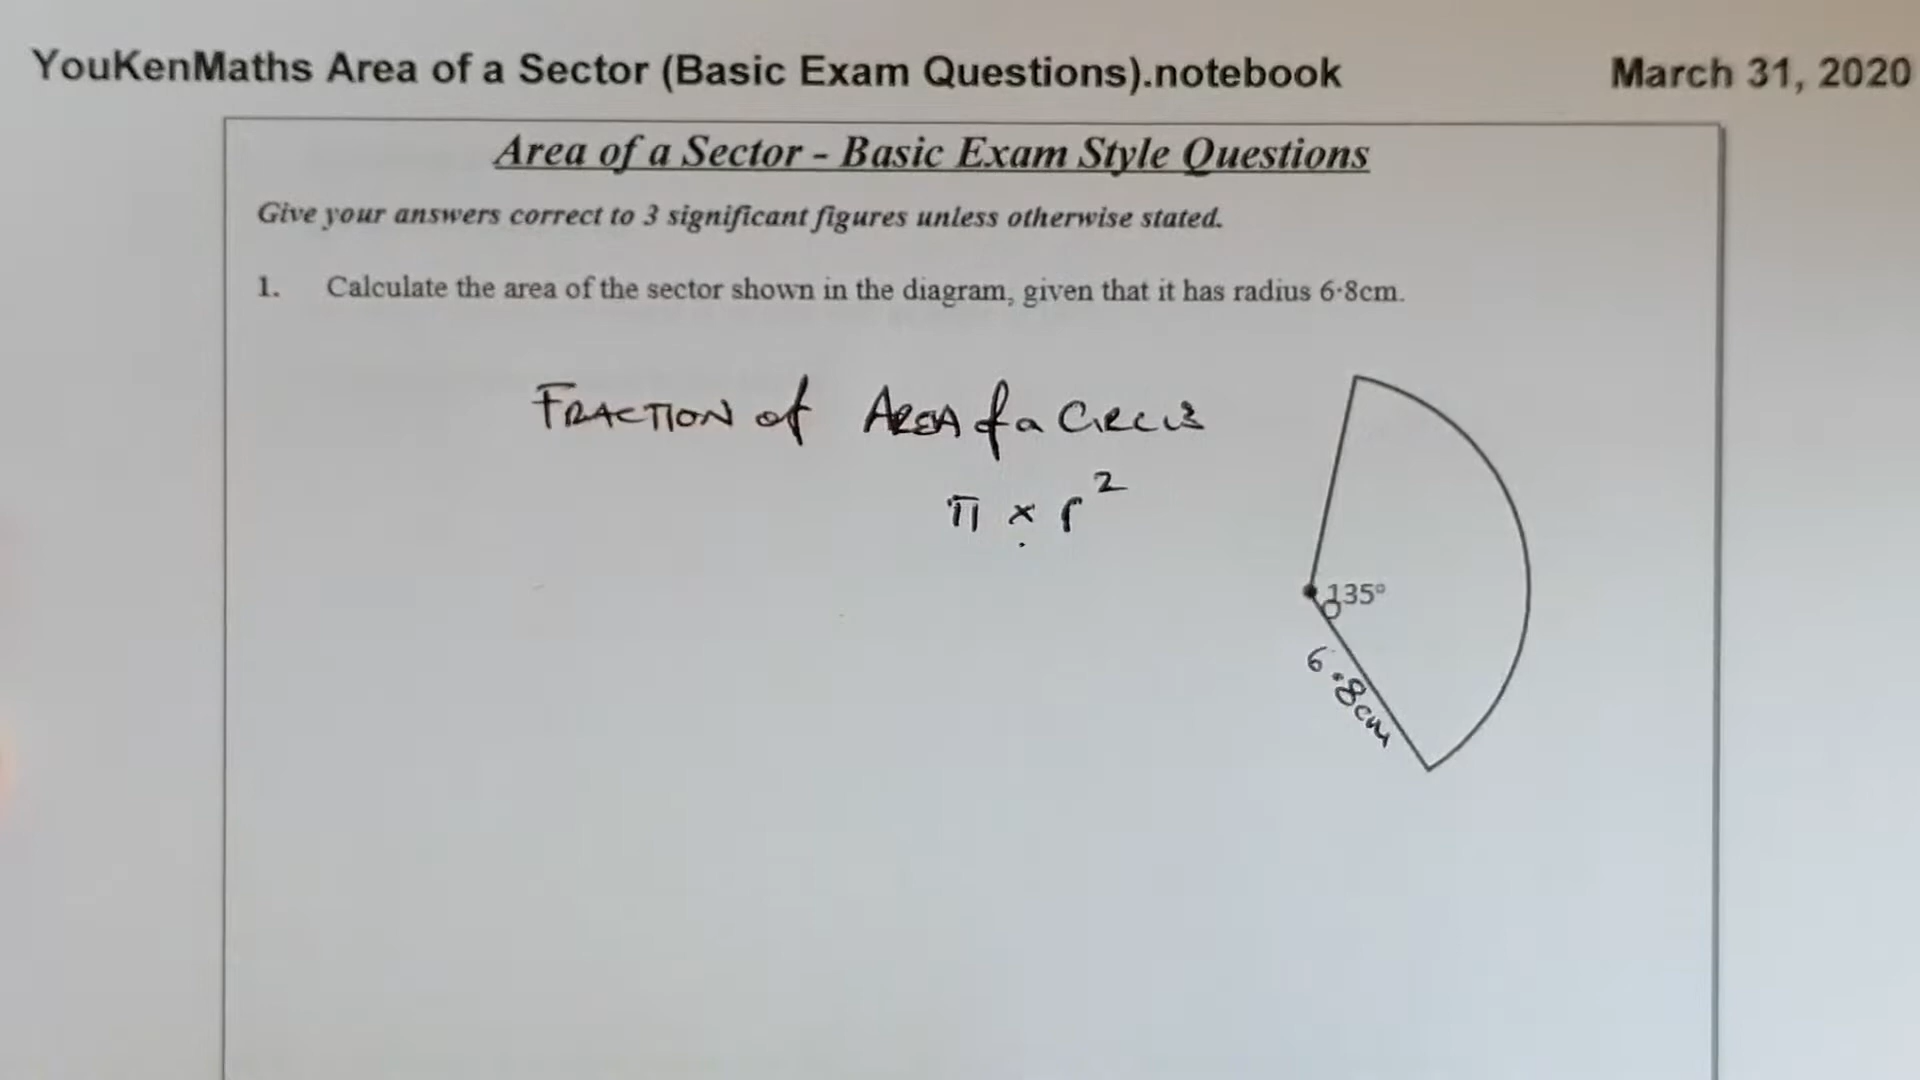 YouKenMaths Area of a Sector (Basic Exam Questions).notebook March 31, 2020
Area of a Sector - Basic Exam Style Questions
Give your answers correct to 3 significant figures unless otherwise stated.
1. Calculate the area of the sector shown in the diagram, given that it has radius 6·8cm.
FRACTION of AREA of a CIRCLE
π × r²
135°
6·8cm